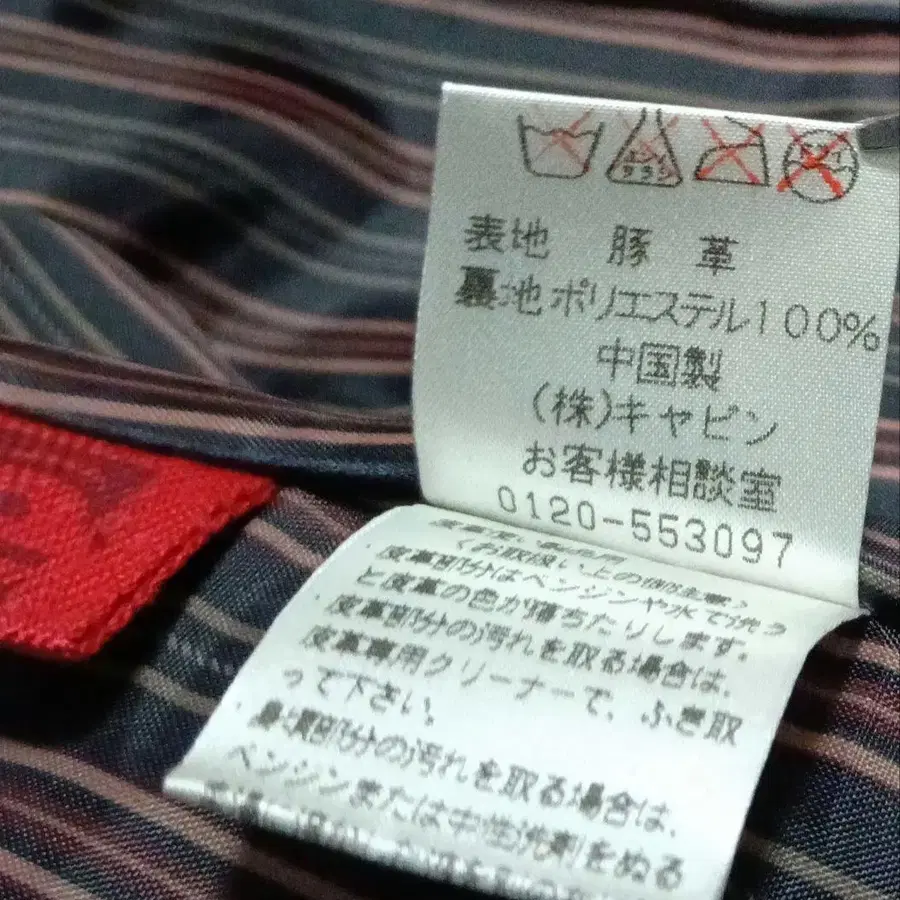 表地 豚革
裏地 ポリエステル100%
中国製
(株)キャビン
お客様相談室
0120-553097
〈お取扱い上の御注意〉
・皮革部分はベンジンや水で洗う
と皮革の色が落ちたりします。
・皮革部分の汚れを取る場合は、
皮革専用クリーナーで、ふき取
って下さい。
部分の汚れを取る場合は、
ベンジンまたは中性洗剤をぬる